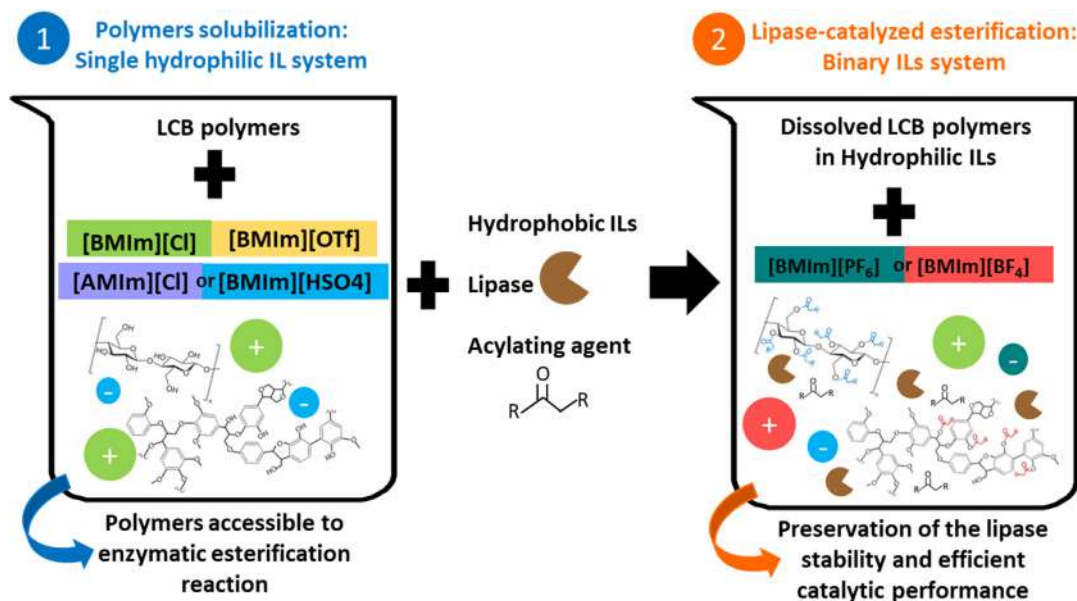 1
Polymers solubilization:
Single hydrophilic IL system
LCB polymers
[BMIm][Cl] [BMIm][OTf]
[AMIm][Cl] or [BMIm][HSO4]
Polymers accessible to
enzymatic esterification
reaction
Hydrophobic ILs
Lipase
Acylating agent
O
R R
2
Lipase-catalyzed esterification:
Binary ILs system
Dissolved LCB polymers
in Hydrophilic ILs
[BMIm][PF₆] or [BMIm][BF₄]
Preservation of the lipase
stability and efficient
catalytic performance